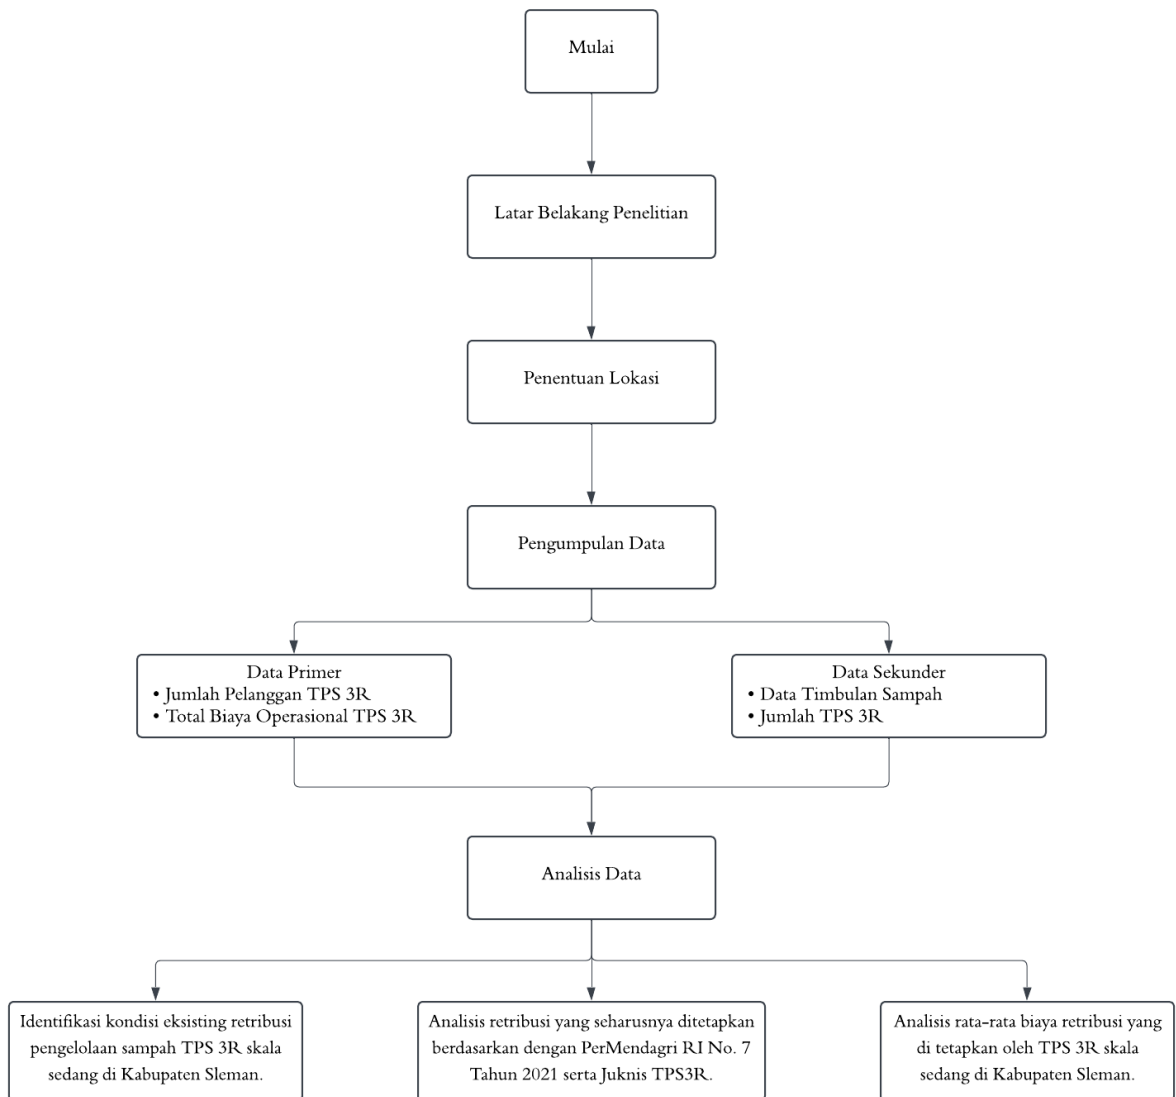 Mulai
Latar Belakang Penelitian
Penentuan Lokasi
Pengumpulan Data
Data Primer
• Jumlah Pelanggan TPS 3R
• Total Biaya Operasional TPS 3R
Data Sekunder
• Data Timbulan Sampah
• Jumlah TPS 3R
Analisis Data
Identifikasi kondisi eksisting retribusi
pengelolaan sampah TPS 3R skala
sedang di Kabupaten Sleman.
Analisis retribusi yang seharusnya ditetapkan
berdasarkan dengan PerMendagri RI No. 7
Tahun 2021 serta Juknis TPS3R.
Analisis rata-rata biaya retribusi yang
di tetapkan oleh TPS 3R skala
sedang di Kabupaten Sleman.